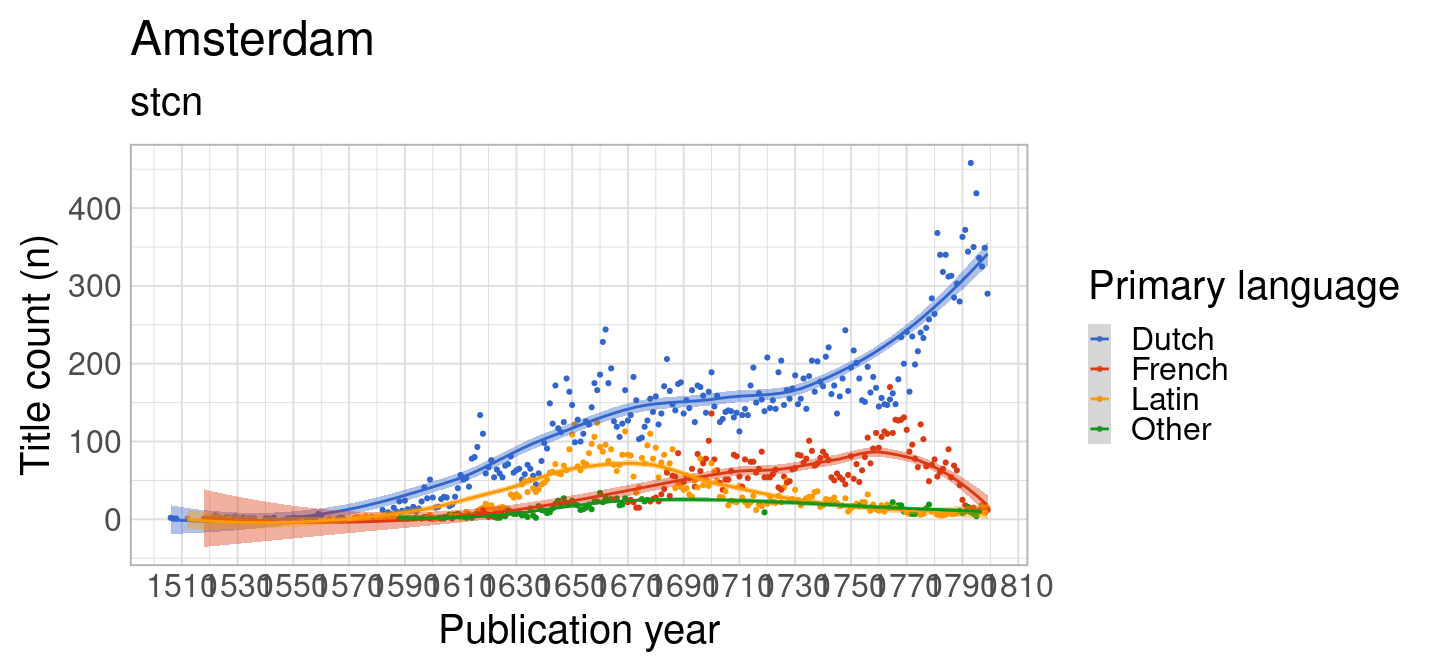 Amsterdam
stcn
400
300
200
100
0
1510 1530 1550 1570 1590 1610 1630 1650 1670 1690 1710 1730 1750 1770 1790 1810
Title count (n)
Publication year
Primary language
Dutch
French
Latin
Other